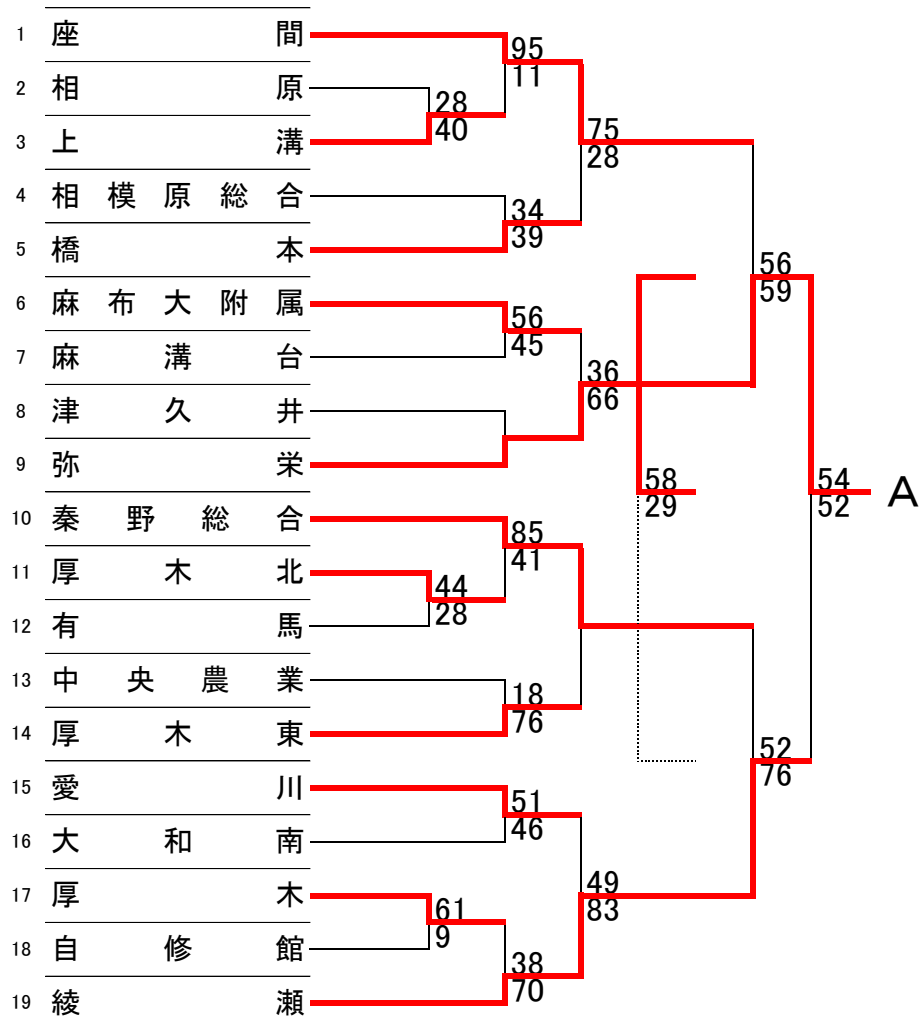 1 座間
2 相原
3 上溝
4 相模原総合
5 橋本
6 麻布大附属
7 麻溝台
8 津久井
9 弥栄
10 秦野総合
11 厚木北
12 有馬
13 中央農業
14 厚木東
15 愛川
16 大和南
17 厚木
18 自修館
19 綾瀬
28
40
44
28
61
9
95
11
34
39
56
45
85
41
18
76
51
46
38
70
75
28
36
66
49
83
58
29
56
59
52
76
54
52
A